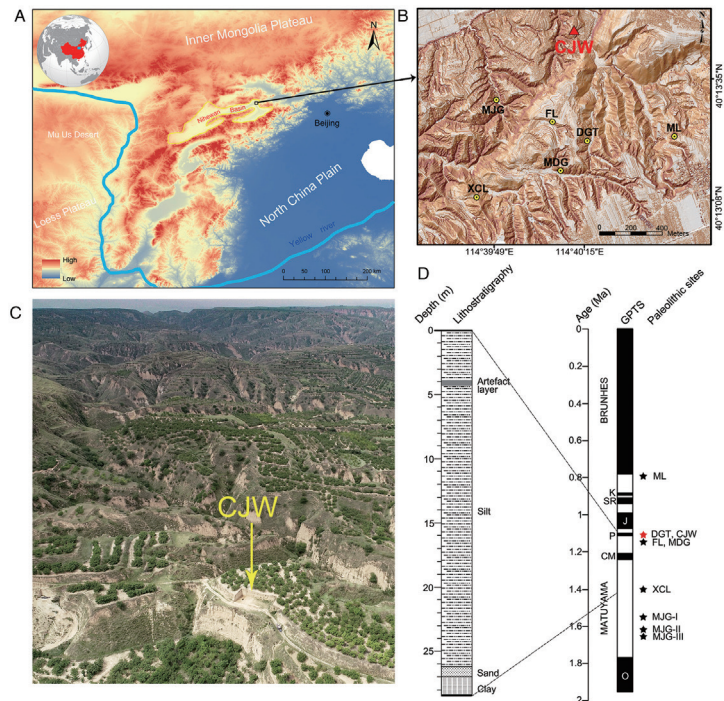 A
Inner Mongolia Plateau
N
Nihewan Basin
Beijing
Mu Us Desert
Loess Plateau
North China Plain
Yellow river
High
Low
0 50 100 200 km
B
CJW
N
MJG
FL
DGT
ML
MDG
XCL
0 200 400
Meters
40°13'35"N
40°13'08"N
114°39'49"E
114°40'15"E
C
CJW
D
Depth (m)
Lithostratigraphy
Age (Ma)
GPTS
Paleolithic sites
0
5
10
15
20
25
Artefact
layer
Silt
Sand
Clay
0
0.2
0.4
0.6
0.8
1
1.2
1.4
1.6
1.8
2
BRUNHES
MATUYAMA
K
SR
J
P
CM
O
ML
DGT, CJW
FL, MDG
XCL
MJG-I
MJG-II
MJG-III